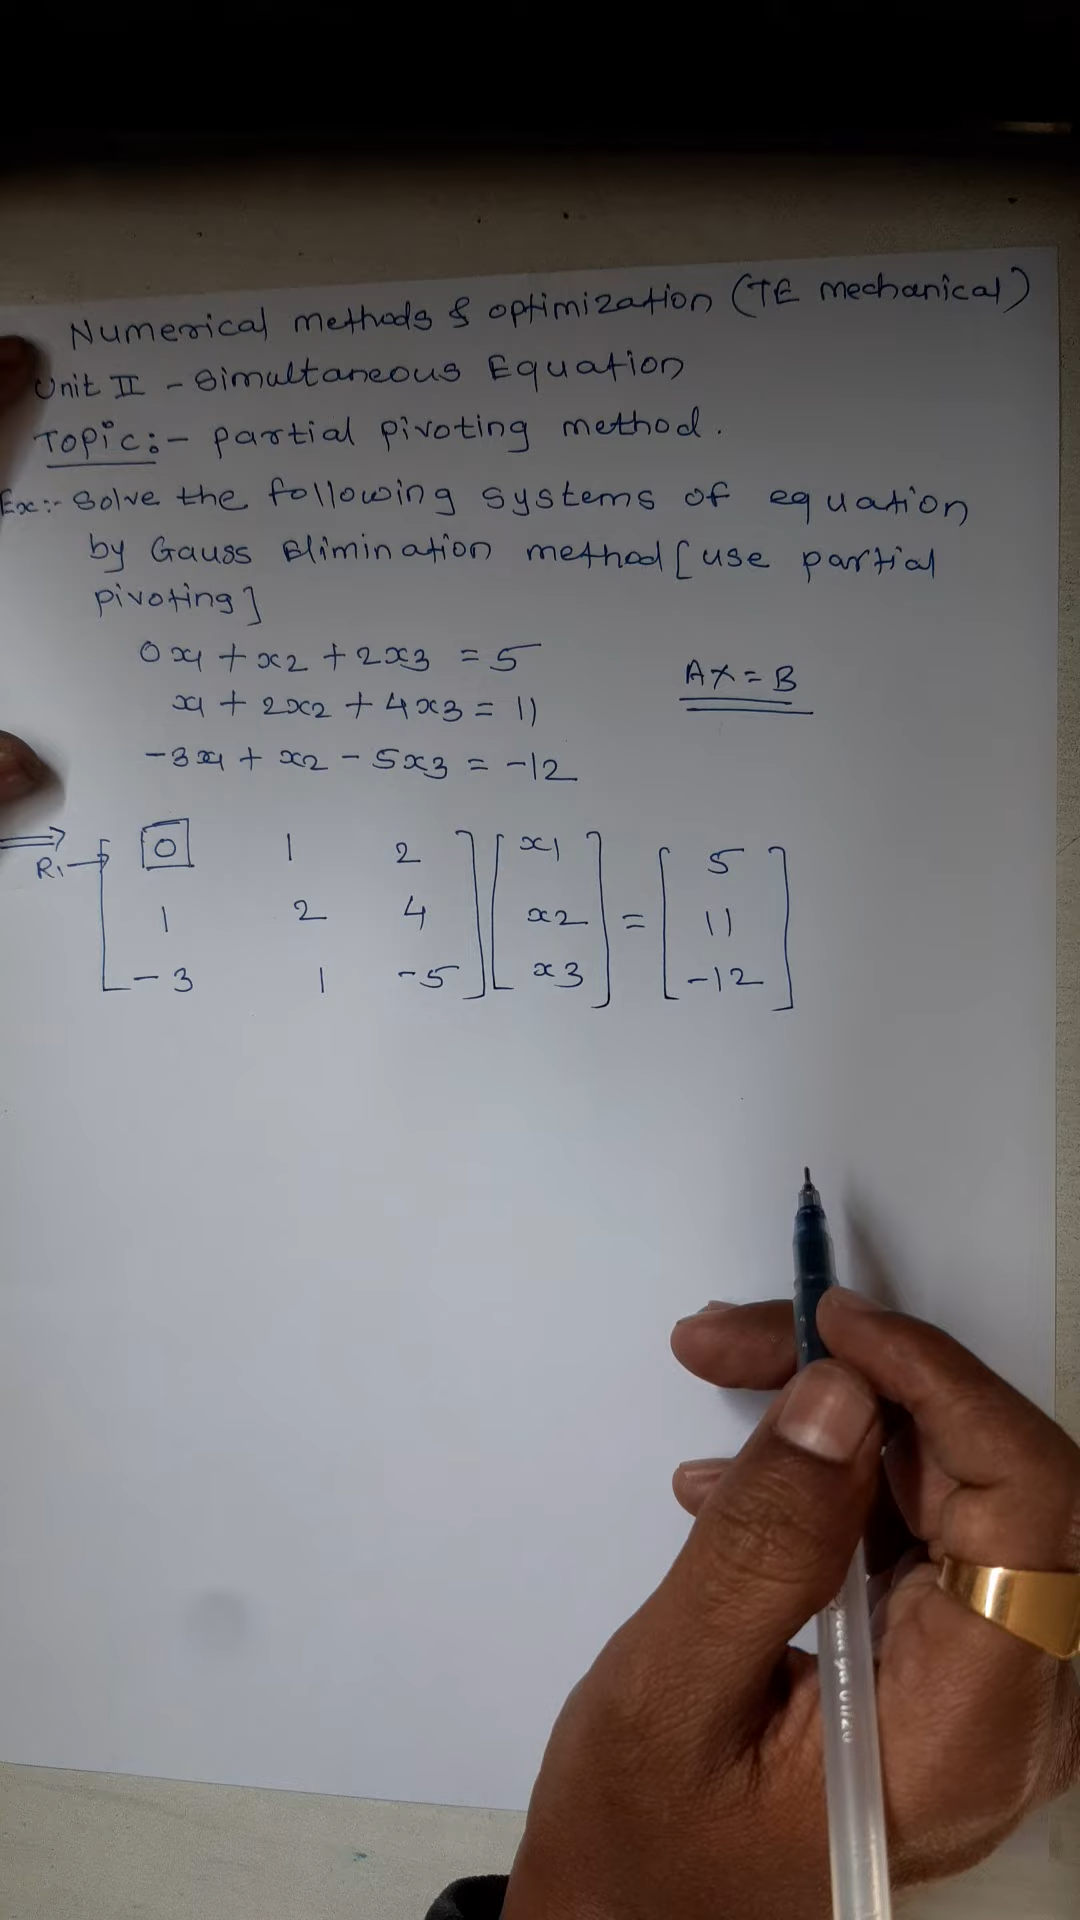 Numerical methods & optimization (TE mechanical)
Unit II - Simultaneous Equation
Topic:- partial pivoting method.
Ex:- Solve the following systems of equation
by Gauss Elimination method [use partial
pivoting]
0x1 + x2 + 2x3 = 5
AX = B
x1 + 2x2 + 4x3 = 11
-3x1 + x2 - 5x3 = -12
⇒ R1→ [ 0 1 2 ] [ x1 ] [ 5 ]
[ 1 2 4 ] [ x2 ] = [ 11 ]
[ -3 1 -5 ] [ x3 ] [ -12 ]